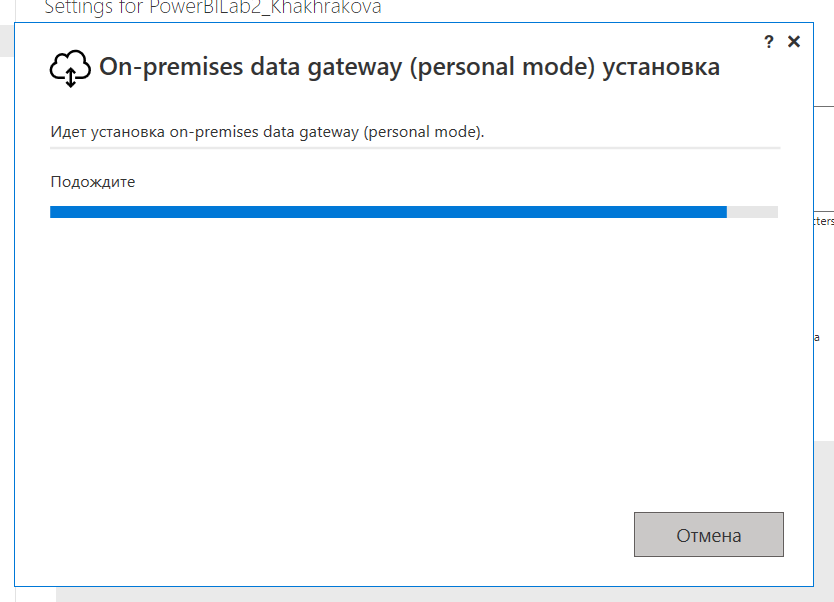 Settings for PowerBILab2_Khakhrakova
?
On-premises data gateway (personal mode) установка
Идет установка on-premises data gateway (personal mode).
Подождите
cters
a
Отмена